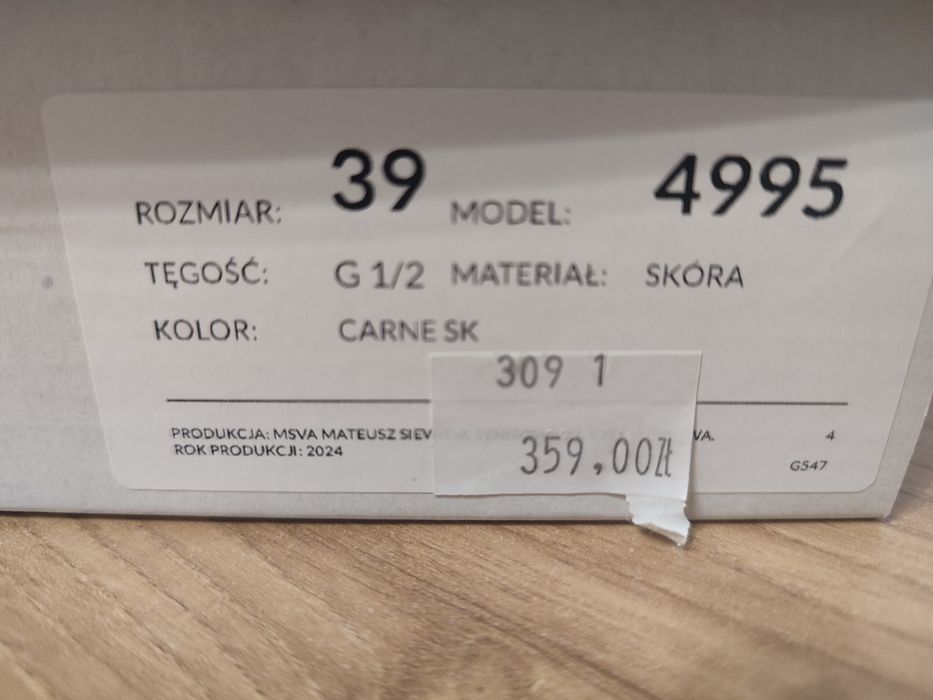 ROZMIAR: 39 MODEL: 4995
TĘGOŚĆ: G 1/2 MATERIAŁ: SKÓRA
KOLOR: CARNE SK
309 1
PRODUKCJA: MSVA MATEUSZ SIEW 4
ROK PRODUKCJI: 2024 G547
359,00Zł